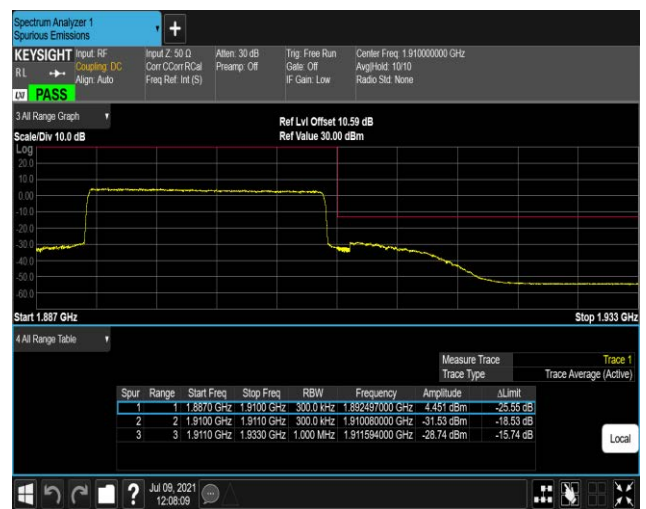 Spectrum Analyzer 1
Spurious Emissions
KEYSIGHT Input: RF Input Z: 50 Ω Atten: 30 dB Trig: Free Run Center Freq: 1.910000000 GHz
RL Coupling: DC Corr CCorr RCal Preamp: Off Gate: Off Avg|Hold: 10/10
Align: Auto Freq Ref: Int (S) IF Gain: Low Radio Std: None
LXI PASS
3 All Range Graph
Ref Lvl Offset 10.59 dB
Scale/Div 10.0 dB Ref Value 30.00 dBm
Log
20.0
10.0
0.00
-10.0
-20.0
-30.0
-40.0
-50.0
-60.0
Start 1.887 GHz Stop 1.933 GHz
4 All Range Table
Measure Trace Trace 1
Trace Type Trace Average (Active)
Spur Range Start Freq Stop Freq RBW Frequency Amplitude ΔLimit
1 1 1.8870 GHz 1.9100 GHz 300.0 kHz 1.892497000 GHz 4.451 dBm -25.55 dB
2 2 1.9100 GHz 1.9110 GHz 300.0 kHz 1.910080000 GHz -31.53 dBm -18.53 dB
3 3 1.9110 GHz 1.9330 GHz 1.000 MHz 1.911594000 GHz -28.74 dBm -15.74 dB
Local
? Jul 09, 2021
12:08:09